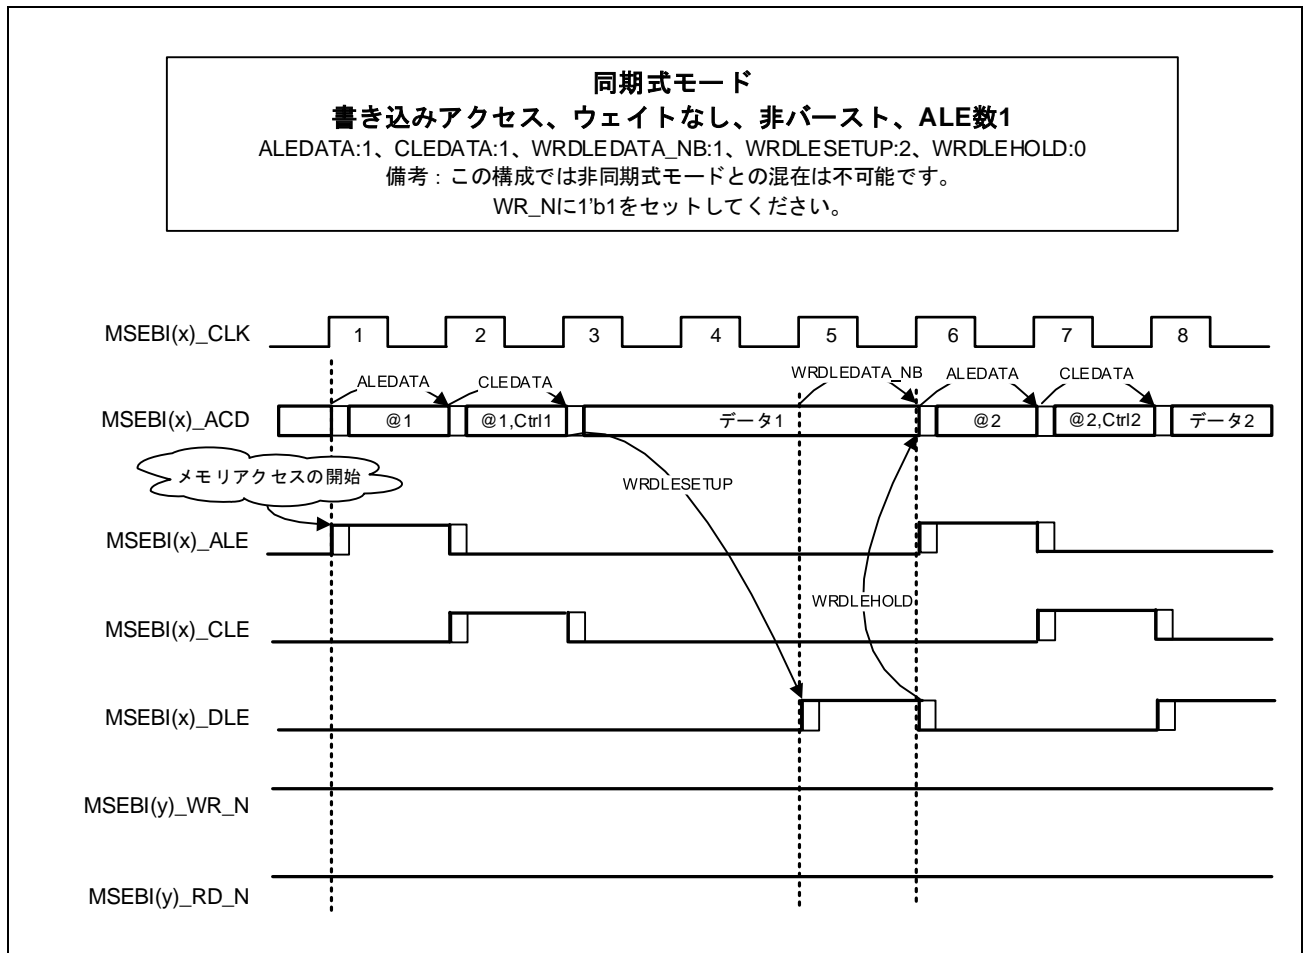 同期式モード
書き込みアクセス、ウェイトなし、非バースト、ALE数1
ALEDATA:1、CLEDATA:1、WRDLEDATA_NB:1、WRDLESETUP:2、WRDLEHOLD:0
備考：この構成では非同期式モードとの混在は不可能です。
WR_Nに1'b1をセットしてください。
MSEBI(x)_CLK 1 2 3 4 5 6 7 8
ALEDATA CLEDATA WRDLEDATA_NB ALEDATA CLEDATA
MSEBI(x)_ACD @1 @1,Ctrl1 データ1 @2 @2,Ctrl2 データ2
メモリアクセスの開始
WRDLESETUP
MSEBI(x)_ALE
WRDLEHOLD
MSEBI(x)_CLE
MSEBI(x)_DLE
MSEBI(y)_WR_N
MSEBI(y)_RD_N